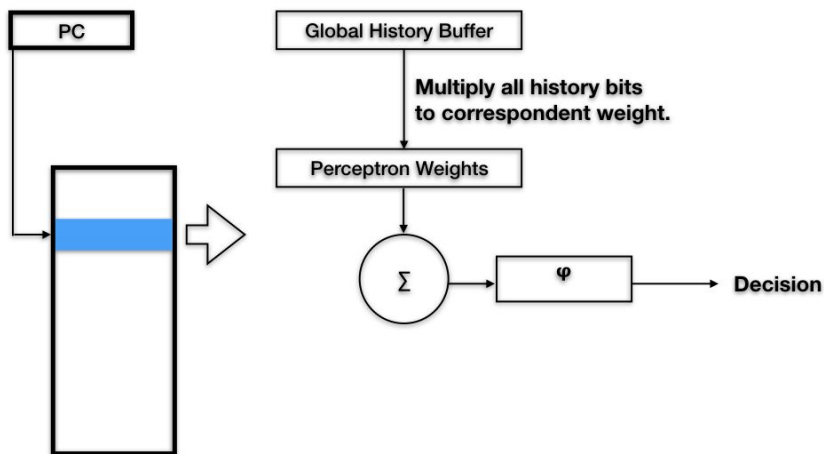 PC
Global History Buffer
Multiply all history bits
to correspondent weight.
Perceptron Weights
Σ
φ
Decision